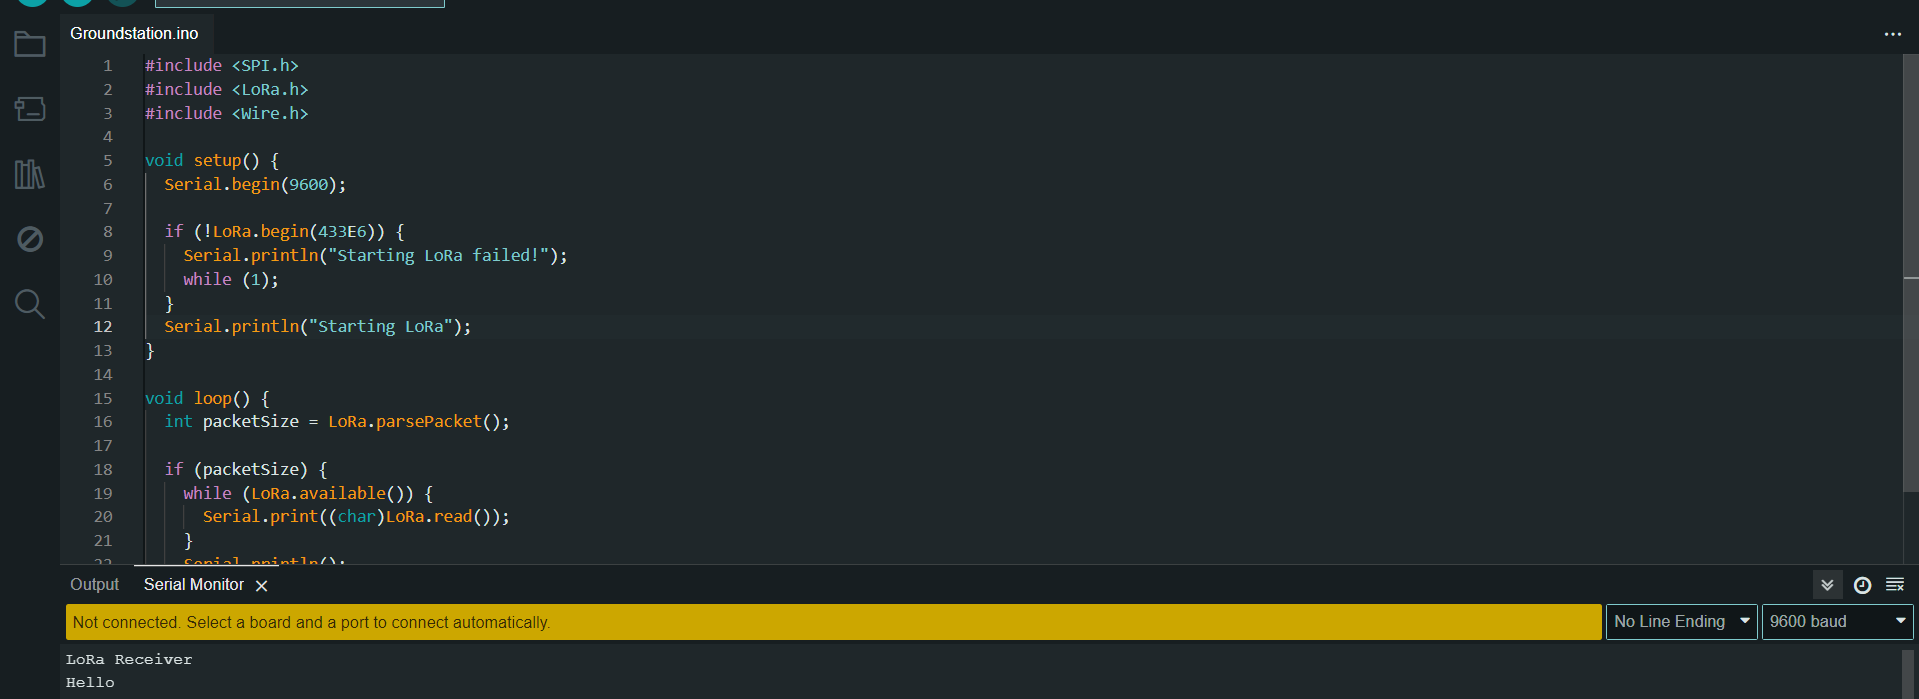 Groundstation.ino
1 #include <SPI.h>
2 #include <LoRa.h>
3 #include <Wire.h>
4
5 void setup() {
6 Serial.begin(9600);
7
8 if (!LoRa.begin(433E6)) {
9 Serial.println("Starting LoRa failed!");
10 while (1);
11 }
12 Serial.println("Starting LoRa");
13 }
14
15 void loop() {
16 int packetSize = LoRa.parsePacket();
17
18 if (packetSize) {
19 while (LoRa.available()) {
20 Serial.print((char)LoRa.read());
21 }
22 Serial.println();
Output Serial Monitor
Not connected. Select a board and a port to connect automatically. No Line Ending 9600 baud
LoRa Receiver
Hello